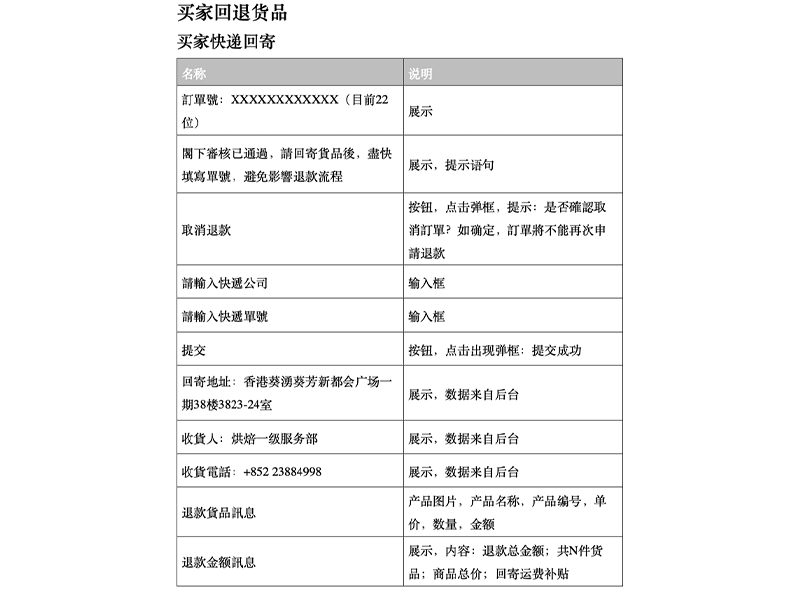 买家回退货品
买家快递回寄
名称
说明
訂單號：XXXXXXXXXXXX（目前22
位）
展示
閣下審核已通過，請回寄貨品後，盡快
填寫單號，避免影響退款流程
展示，提示语句
取消退款
按钮，点击弹框，提示：是否確認取
消訂單？如确定，訂單將不能再次申
請退款
請輸入快遞公司
输入框
請輸入快遞單號
输入框
提交
按钮，点击出现弹框：提交成功
回寄地址：香港葵湧葵芳新都会广场一
期38楼3823-24室
展示，数据来自后台
收貨人：烘焙一级服务部
展示，数据来自后台
收貨電話：+852 23884998
展示，数据来自后台
退款貨品訊息
产品图片，产品名称，产品编号，单
价，数量，金额
退款金额訊息
展示，内容：退款总金额；共N件货
品；商品总价；回寄运费补贴